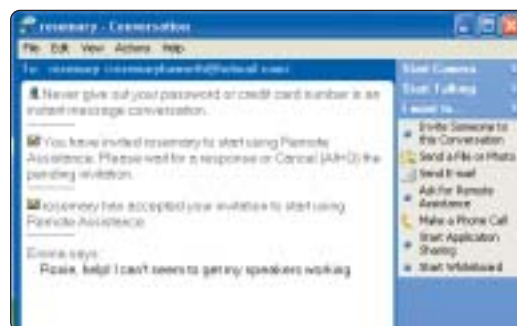 rosemary - Conversation
File Edit View Actions Help
To: rosemary
Start Camera
Start Talking
I want to...
Never give out your password or credit card number in an
instant message conversation.
You have invited rosemary to start using Remote
Assistance. Please wait for a response or Cancel (Alt+Q) the
pending invitation.
rosemary has accepted your invitation to start using
Remote Assistance.
says:
Rosie, help! I can't seem to get my speakers working
Invite Someone to
this Conversation
Send a File or Photo
Send E-mail
Ask for Remote
Assistance
Make a Phone Call
Start Application
Sharing
Start Whiteboard